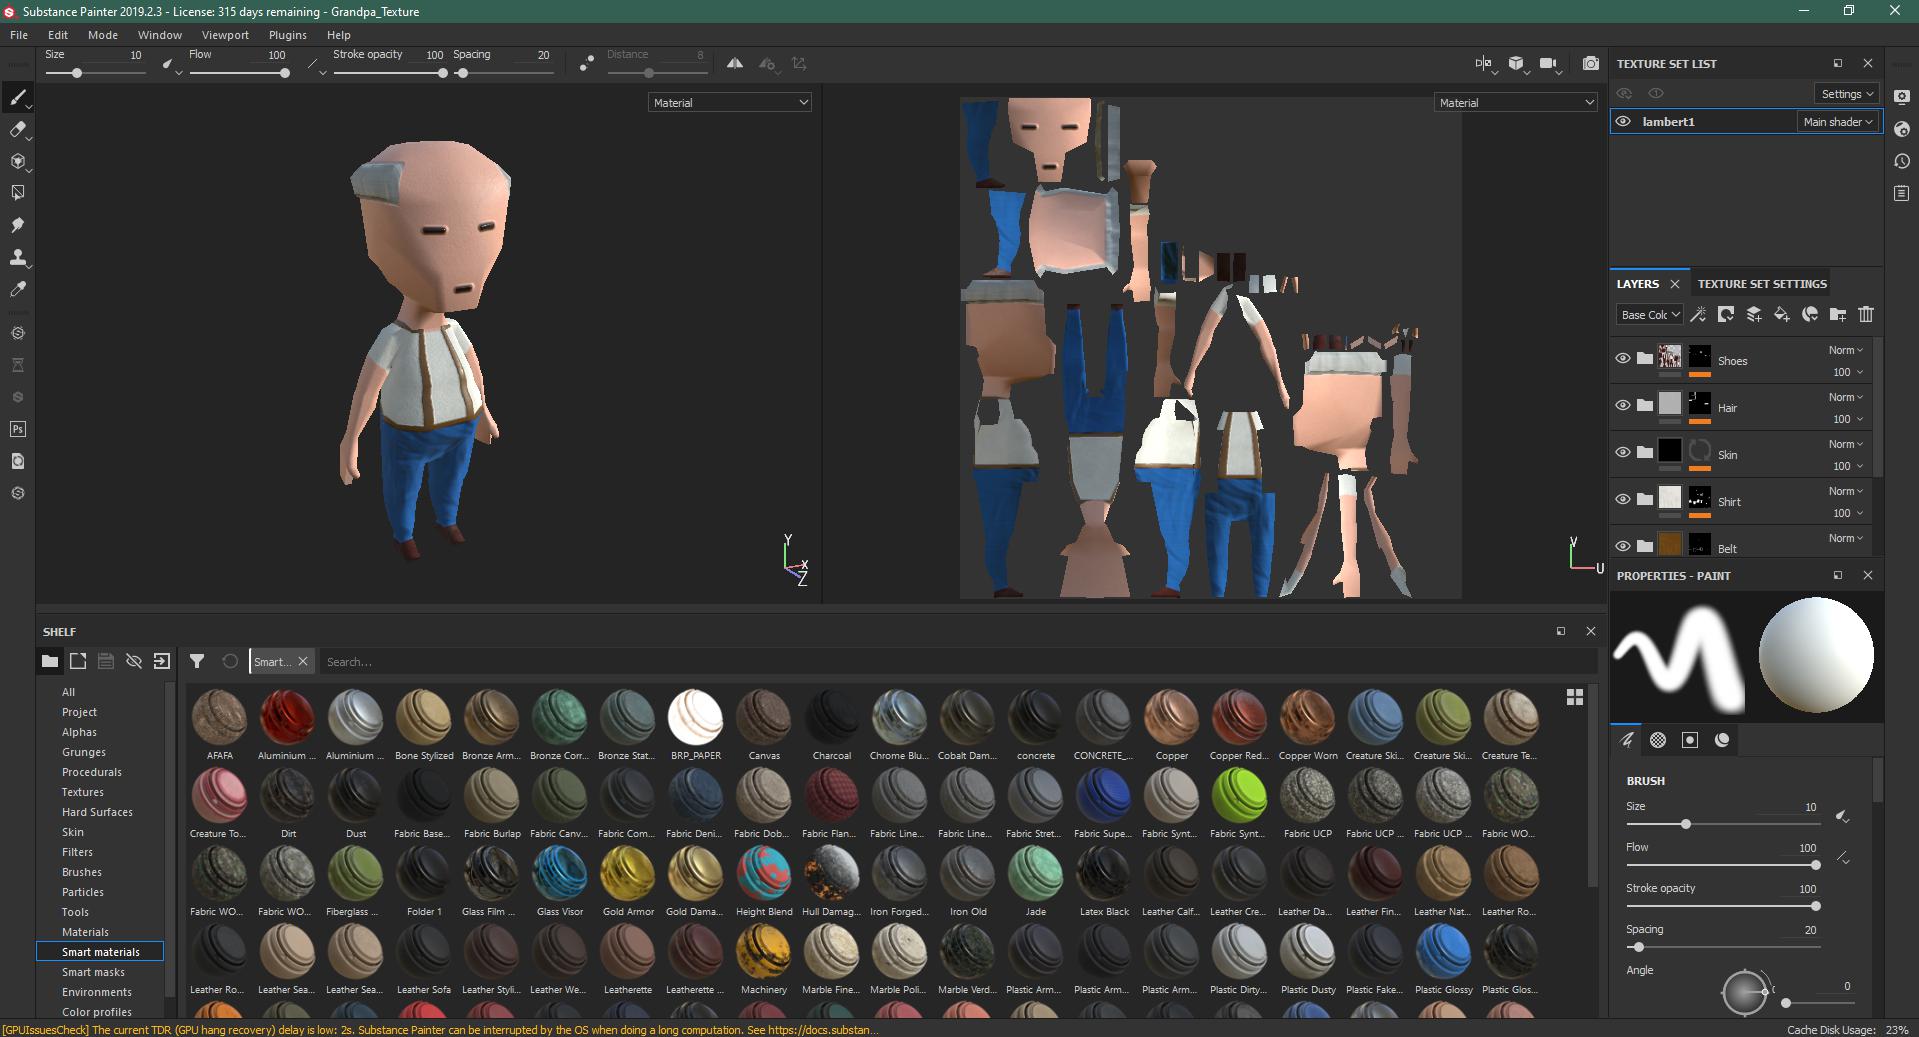 Substance Painter 2019.2.3 - License: 315 days remaining - Grandpa_Texture
File Edit Mode Window Viewport Plugins Help
Size 10 Flow 100 Stroke opacity 100 Spacing 20 Distance 8
Material
Material
Y
X
Z
V
U
TEXTURE SET LIST
Settings
lambert1 Main shader
LAYERS TEXTURE SET SETTINGS
Base Colc
Shoes Norm 100
Hair Norm 100
Skin Norm 100
Shirt Norm 100
Belt Norm
PROPERTIES - PAINT
BRUSH
Size 10
Flow 100
Stroke opacity 100
Spacing 20
Angle 0
Ps
SHELF
Smart... Search...
All
Project
Alphas
Grunges
Procedurals
Textures
Hard Surfaces
Skin
Filters
Brushes
Particles
Tools
Materials
Smart materials
Smart masks
Environments
Color profiles
AFAFA Aluminium ... Aluminium ... Bone Stylized Bronze Arm... Bronze Corr... Bronze Stat... BRP_PAPER Canvas Charcoal Chrome Blu... Cobalt Dam... concrete CONCRETE_... Copper Copper Red... Copper Worn Creature Ski... Creature Ski... Creature Te...
Creature To... Dirt Dust Fabric Base... Fabric Burlap Fabric Canv... Fabric Com... Fabric Deni... Fabric Dob... Fabric Flan... Fabric Line... Fabric Line... Fabric Stret... Fabric Supe... Fabric Synt... Fabric Synt... Fabric UCP Fabric UCP ... Fabric UCP ... Fabric WO...
Fabric WO... Fabric WO... Fiberglass ... Folder 1 Glass Film ... Glass Visor Gold Armor Gold Dama... Height Blend Hull Damag... Iron Forged... Iron Old Jade Latex Black Leather Calf... Leather Cre... Leather Da... Leather Fin... Leather Nat... Leather Ro...
Leather Ro... Leather Sea... Leather Sea... Leather Sofa Leather Styli... Leather We... Leatherette Leatherette ... Machinery Marble Fine... Marble Poli... Marble Verd... Plastic Arm... Plastic Arm... Plastic Arm... Plastic Dirty... Plastic Dusty Plastic Fake... Plastic Glossy Plastic Glos...
[GPUIssuesCheck] The current TDR (GPU hang recovery) delay is low: 2s. Substance Painter can be interrupted by the OS when doing a long computation. See https://docs.substan...
Cache Disk Usage: 23%